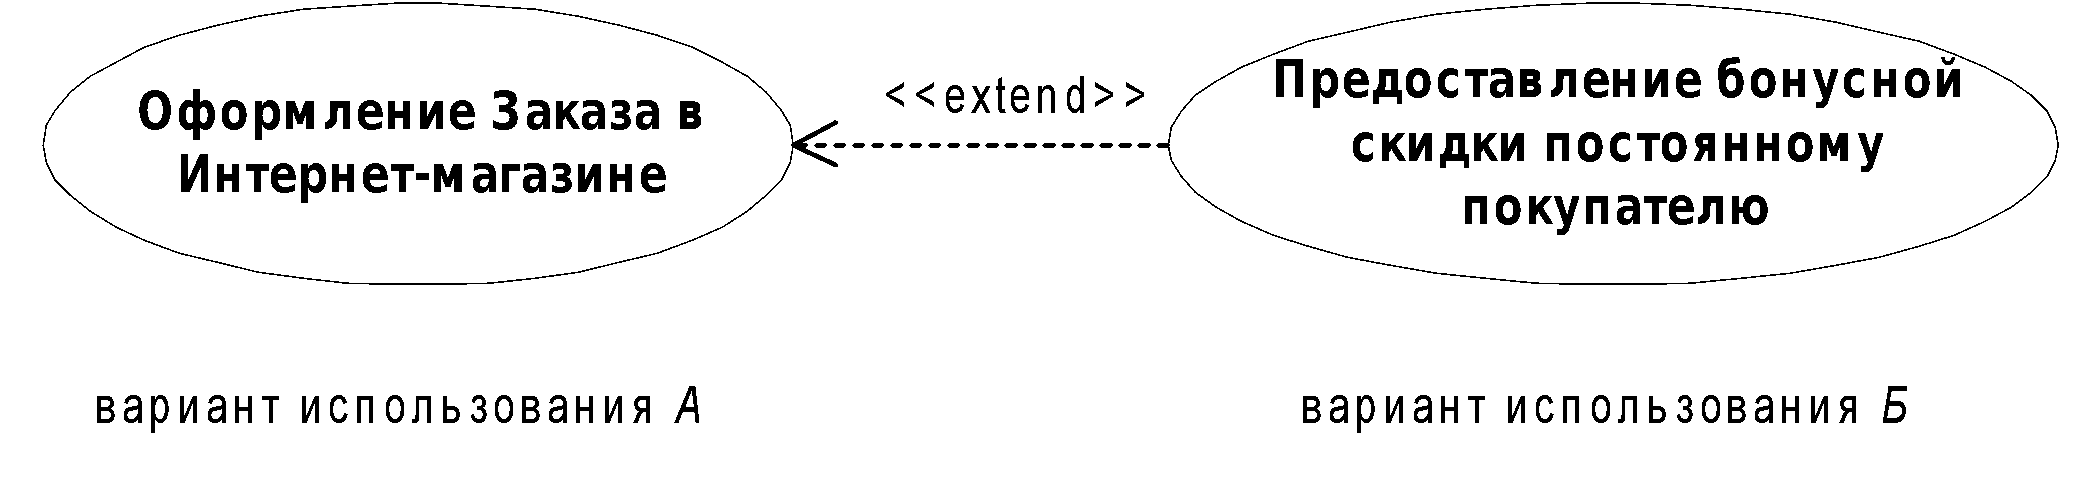 Оформление Заказа в
Интернет-магазине
<<extend>>
Предоставление бонусной
скидки постоянному
покупателю
вариант использования А
вариант использования Б